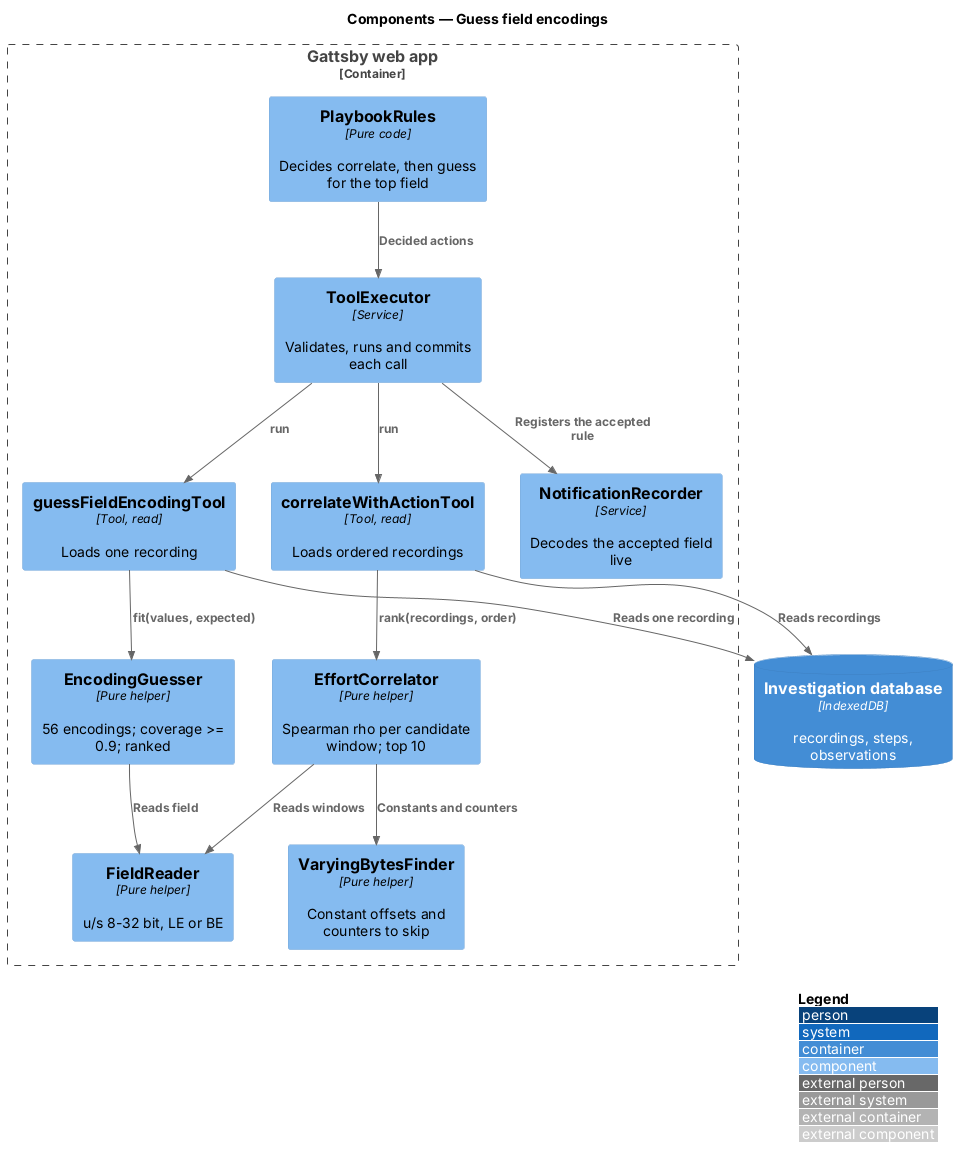 Components — Guess field encodings
Gattsby web app
[Container]
PlaybookRules
[Pure code]
Decides correlate, then guess
for the top field
Decided actions
ToolExecutor
[Service]
Validates, runs and commits
each call
run
run
Registers the accepted
rule
guessFieldEncodingTool
[Tool, read]
Loads one recording
correlateWithActionTool
[Tool, read]
Loads ordered recordings
NotificationRecorder
[Service]
Decodes the accepted field
live
fit(values, expected)
rank(recordings, order)
Reads one recording
Reads recordings
EncodingGuesser
[Pure helper]
56 encodings; coverage >=
0.9; ranked
EffortCorrelator
[Pure helper]
Spearman rho per candidate
window; top 10
Investigation database
[IndexedDB]
recordings, steps,
observations
Reads field
Reads windows
Constants and counters
FieldReader
[Pure helper]
u/s 8-32 bit, LE or BE
VaryingBytesFinder
[Pure helper]
Constant offsets and
counters to skip
Legend
person
system
container
component
external person
external system
external container
external component